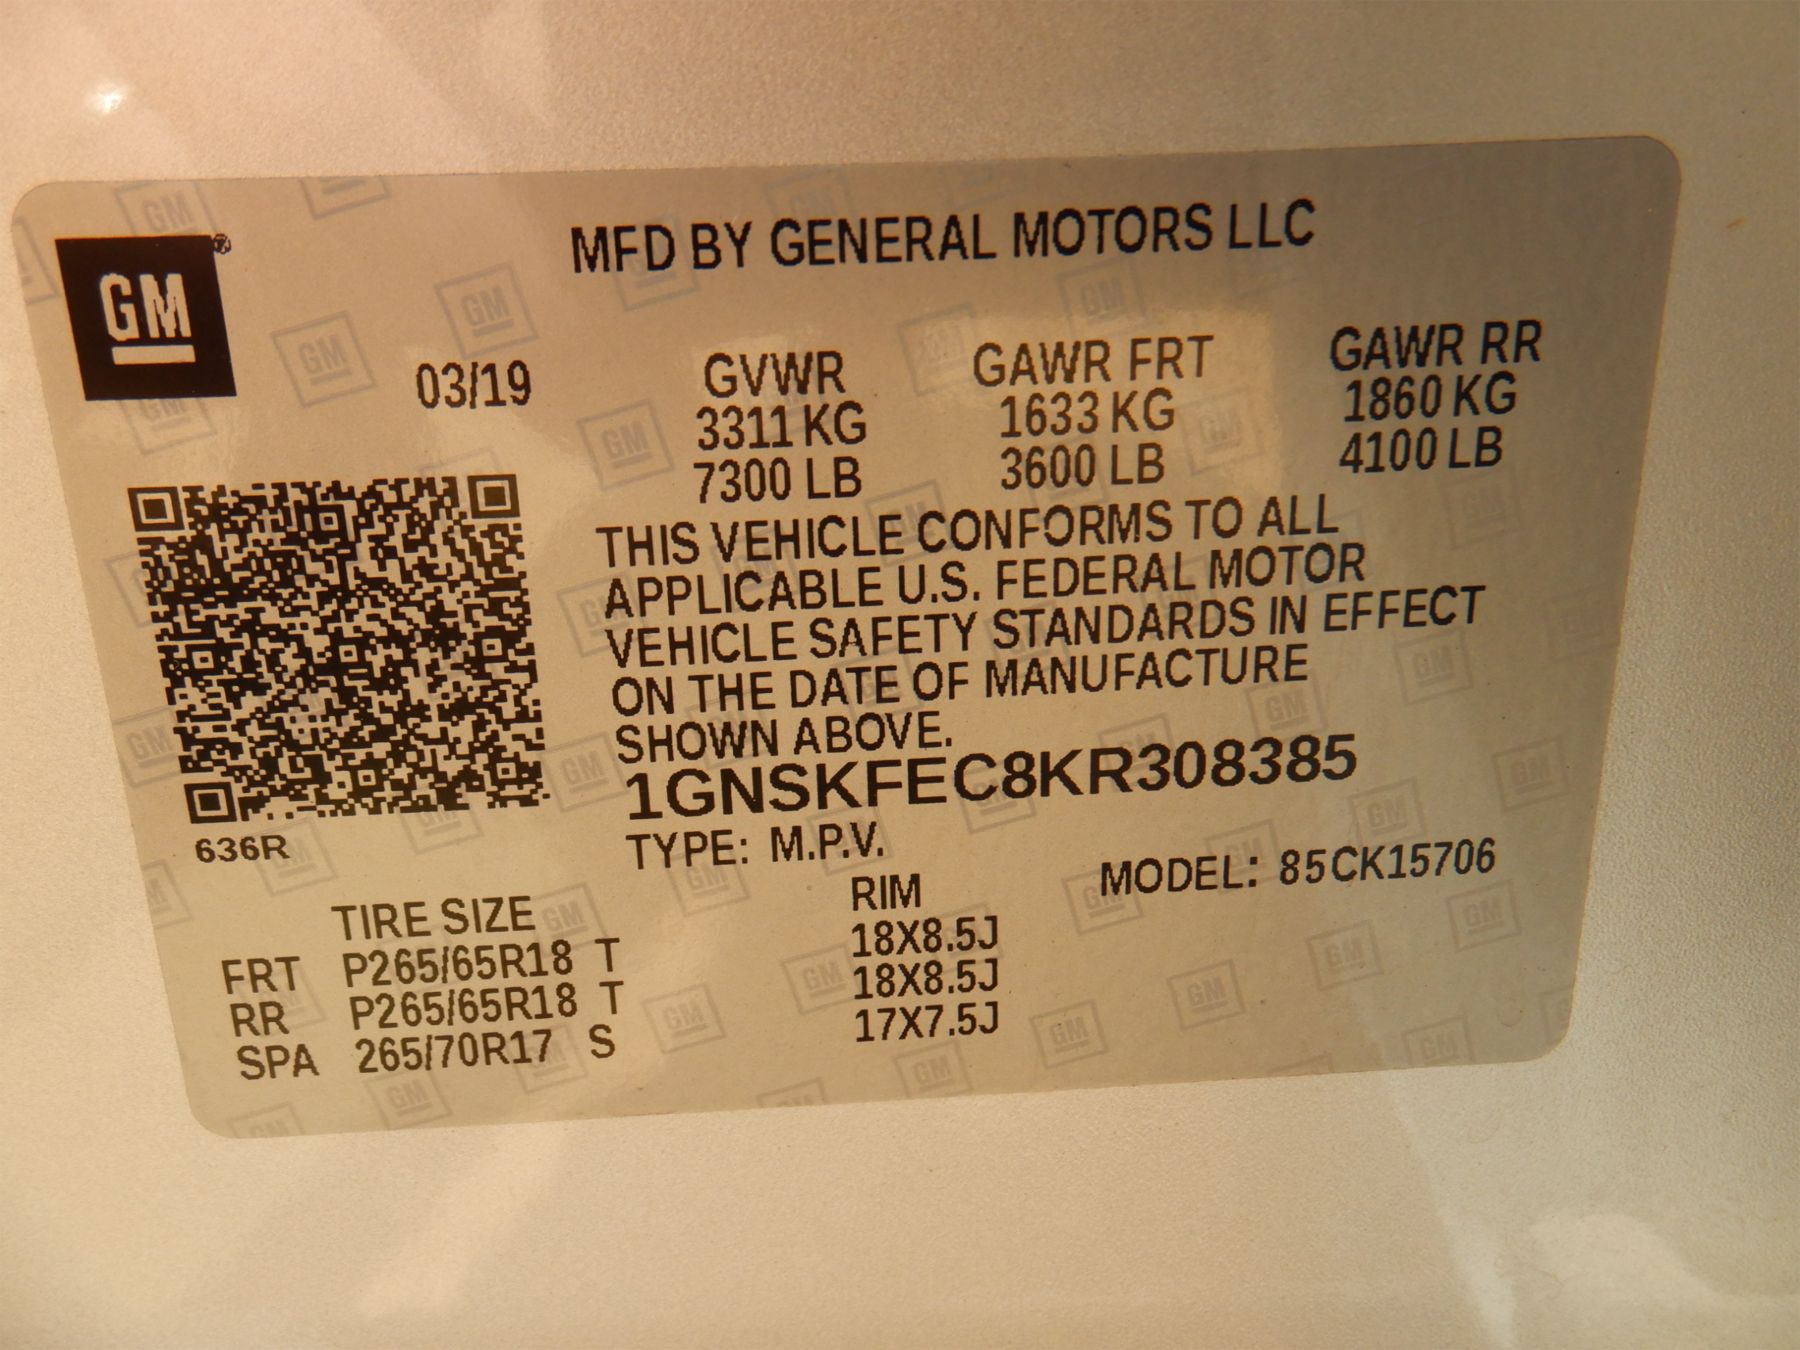 GM®
MFD BY GENERAL MOTORS LLC
03/19 GVWR GAWR FRT GAWR RR
3311 KG 1633 KG 1860 KG
7300 LB 3600 LB 4100 LB
THIS VEHICLE CONFORMS TO ALL
APPLICABLE U.S. FEDERAL MOTOR
VEHICLE SAFETY STANDARDS IN EFFECT
ON THE DATE OF MANUFACTURE
SHOWN ABOVE.
1GNSKFEC8KR308385
636R
TYPE: M.P.V.
MODEL: 85CK15706
TIRE SIZE RIM
FRT P265/65R18 T 18X8.5J
RR P265/65R18 T 18X8.5J
SPA 265/70R17 S 17X7.5J